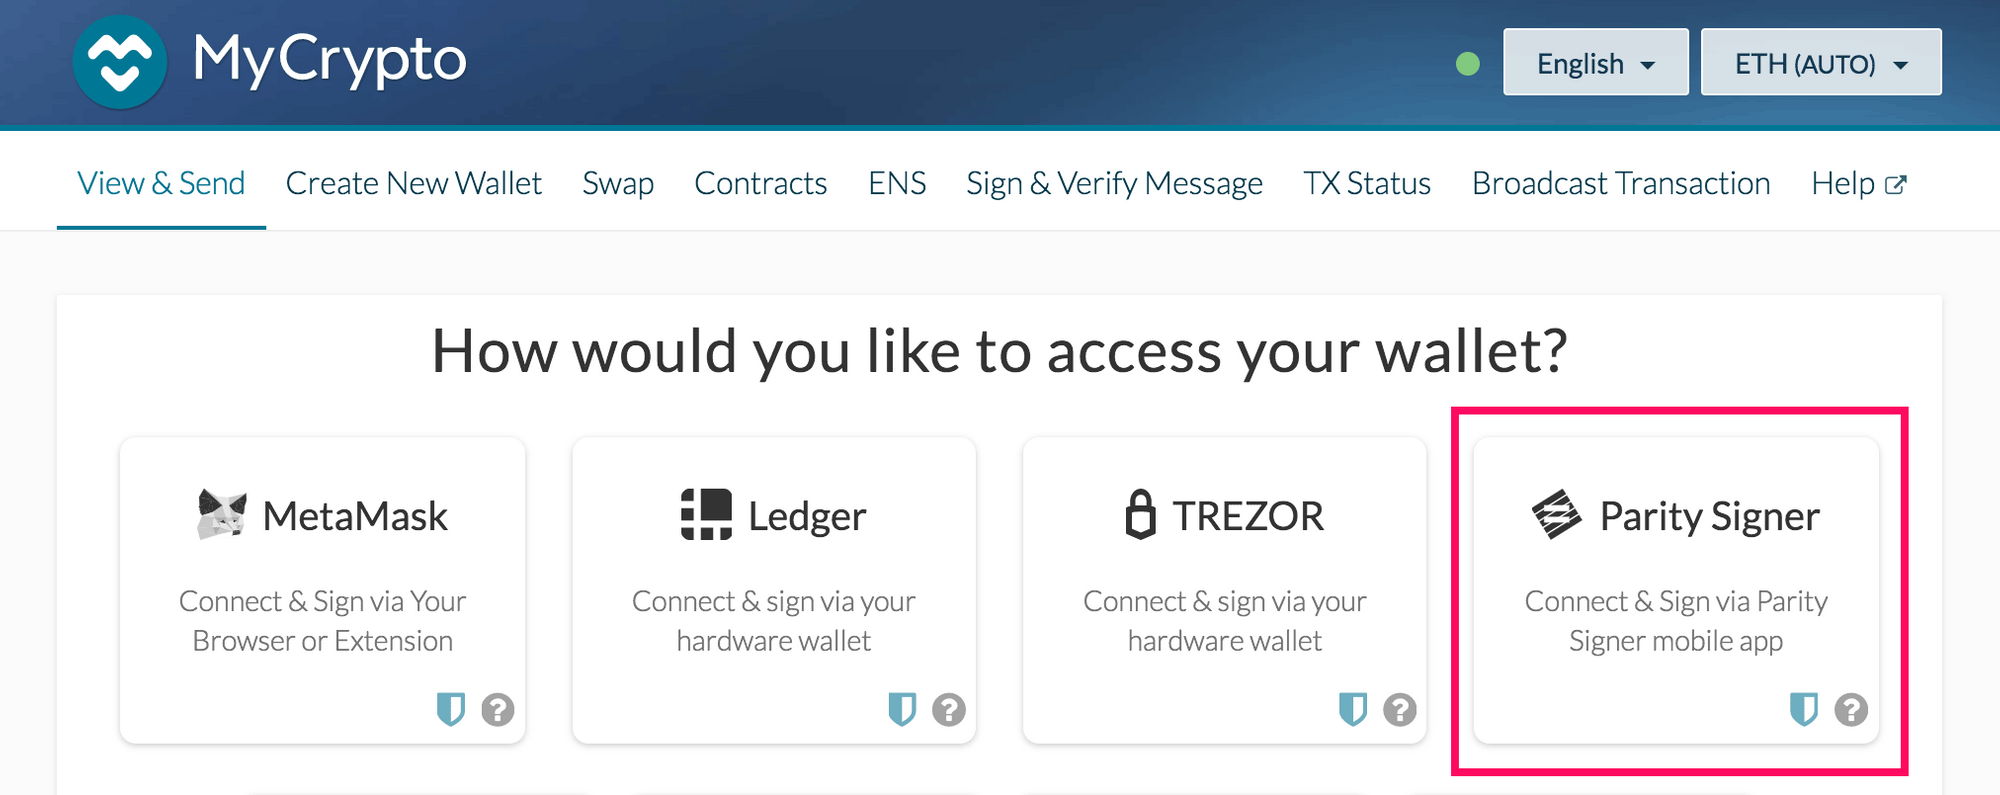 MyCrypto
English
ETH (AUTO)
View & Send Create New Wallet Swap Contracts ENS Sign & Verify Message TX Status Broadcast Transaction Help
How would you like to access your wallet?
MetaMask
Connect & Sign via Your
Browser or Extension
?
Ledger
Connect & sign via your
hardware wallet
?
TREZOR
Connect & sign via your
hardware wallet
?
Parity Signer
Connect & Sign via Parity
Signer mobile app
?